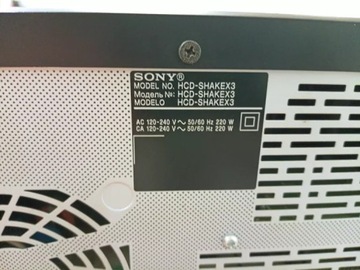 SONY®
MODEL NO. HCD-SHAKEX3
Модель №: HCD-SHAKEX3
MODELO HCD-SHAKEX3
AC 120-240 V ~ 50/60 Hz 220 W
CA 120-240 V ~ 50/60 Hz 220 W